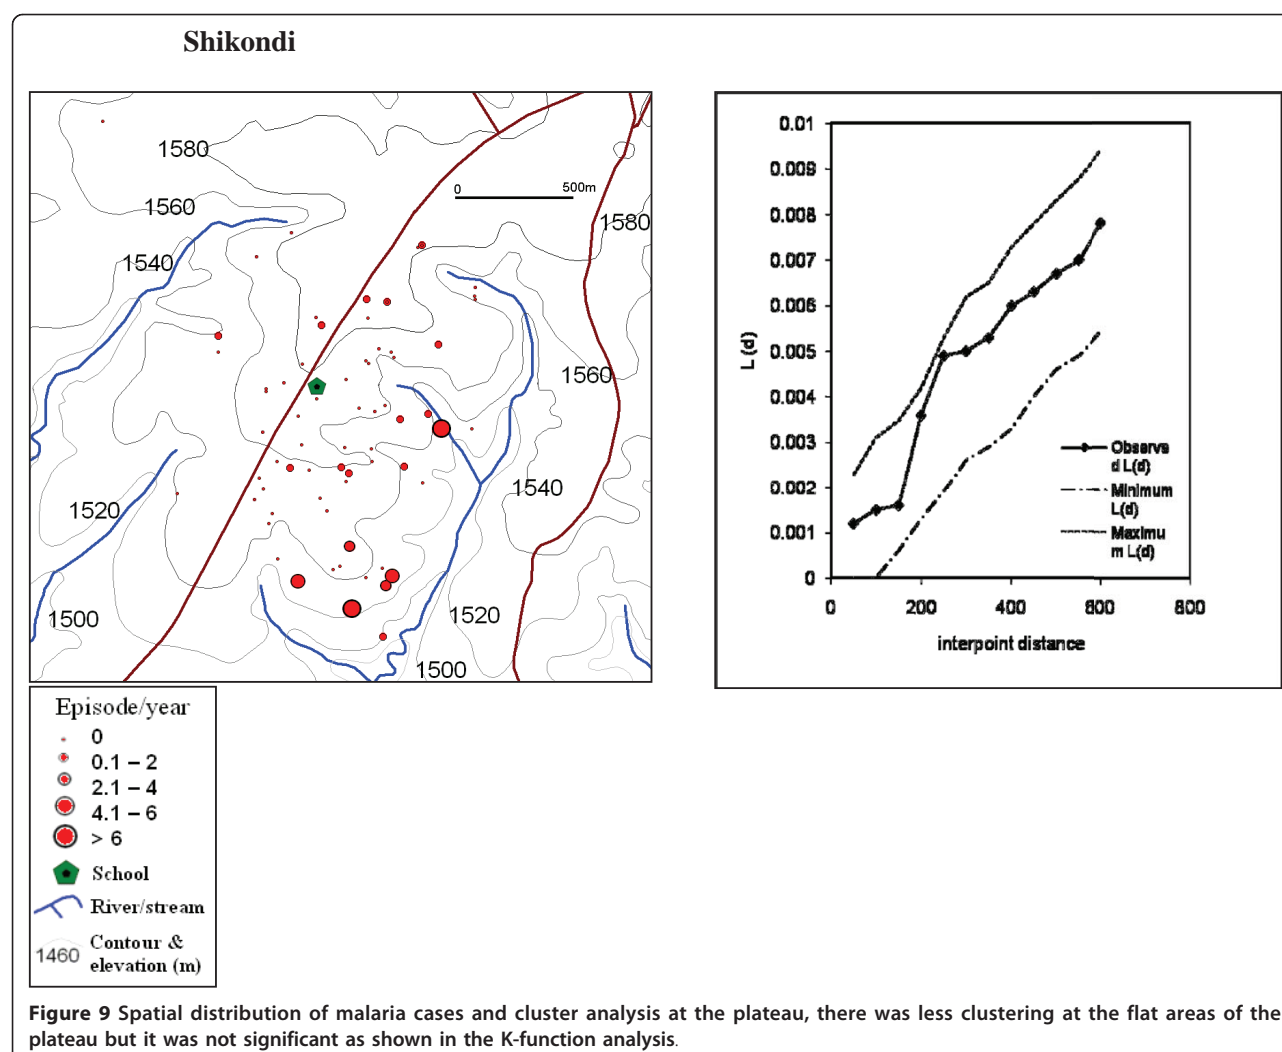 Shikondi
1580
1560
1540
1520
1500
0 500m
1580
1560
1540
1520
1500
Episode/year
0
0.1 – 2
2.1 – 4
4.1 – 6
> 6
School
River/stream
1460 Contour &
elevation (m)
0.01
0.009
0.008
0.007
0.006
0.005
0.004
0.003
0.002
0.001
0
L (d)
0 200 400 600 800
interpoint distance
Observe
d L(d)
Minimum
L(d)
Maximu
m L(d)
Figure 9 Spatial distribution of malaria cases and cluster analysis at the plateau, there was less clustering at the flat areas of the
plateau but it was not significant as shown in the K-function analysis.